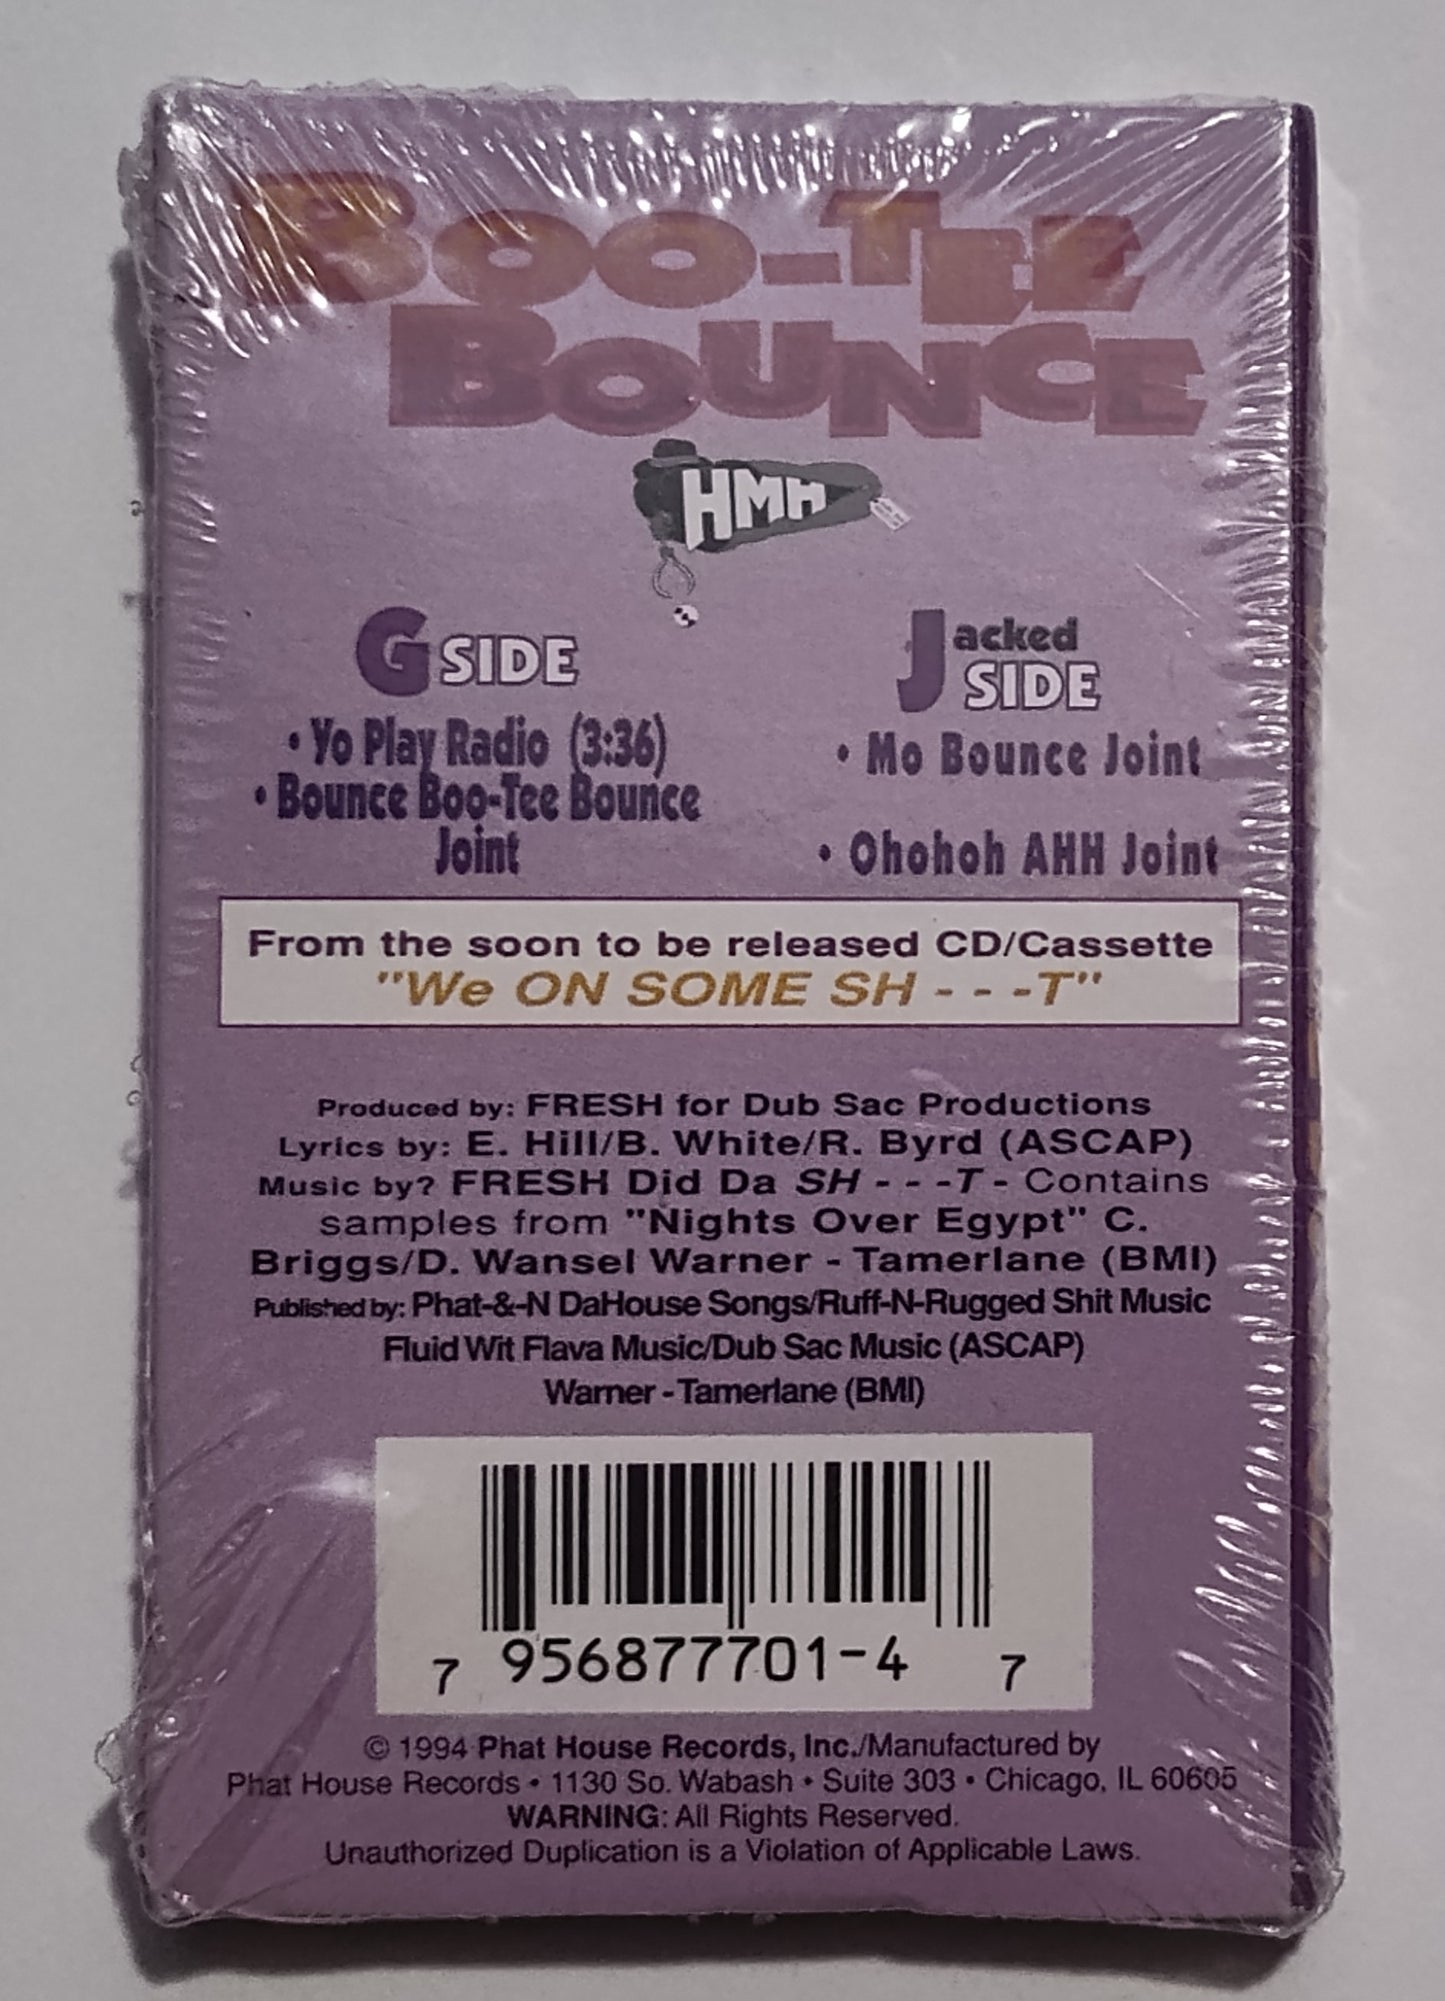 BOO-TEE
BOUNCE
HMH
G SIDE
• Yo Play Radio (3:36)
• Bounce Boo-Tee Bounce
Joint
Jacked
SIDE
• Mo Bounce Joint
• Ohohoh AHH Joint
From the soon to be released CD/Cassette
"We ON SOME SH - - -T"
Produced by: FRESH for Dub Sac Productions
Lyrics by: E. Hill/B. White/R. Byrd (ASCAP)
Music by? FRESH Did Da SH - - -T - Contains
samples from "Nights Over Egypt" C.
Briggs/D. Wansel Warner - Tamerlane (BMI)
Published by: Phat-&-N DaHouse Songs/Ruff-N-Rugged Shit Music
Fluid Wit Flava Music/Dub Sac Music (ASCAP)
Warner - Tamerlane (BMI)
7 956877701-4 7
© 1994 Phat House Records, Inc./Manufactured by
Phat House Records • 1130 So. Wabash • Suite 303 • Chicago, IL 60605
WARNING: All Rights Reserved.
Unauthorized Duplication is a Violation of Applicable Laws.